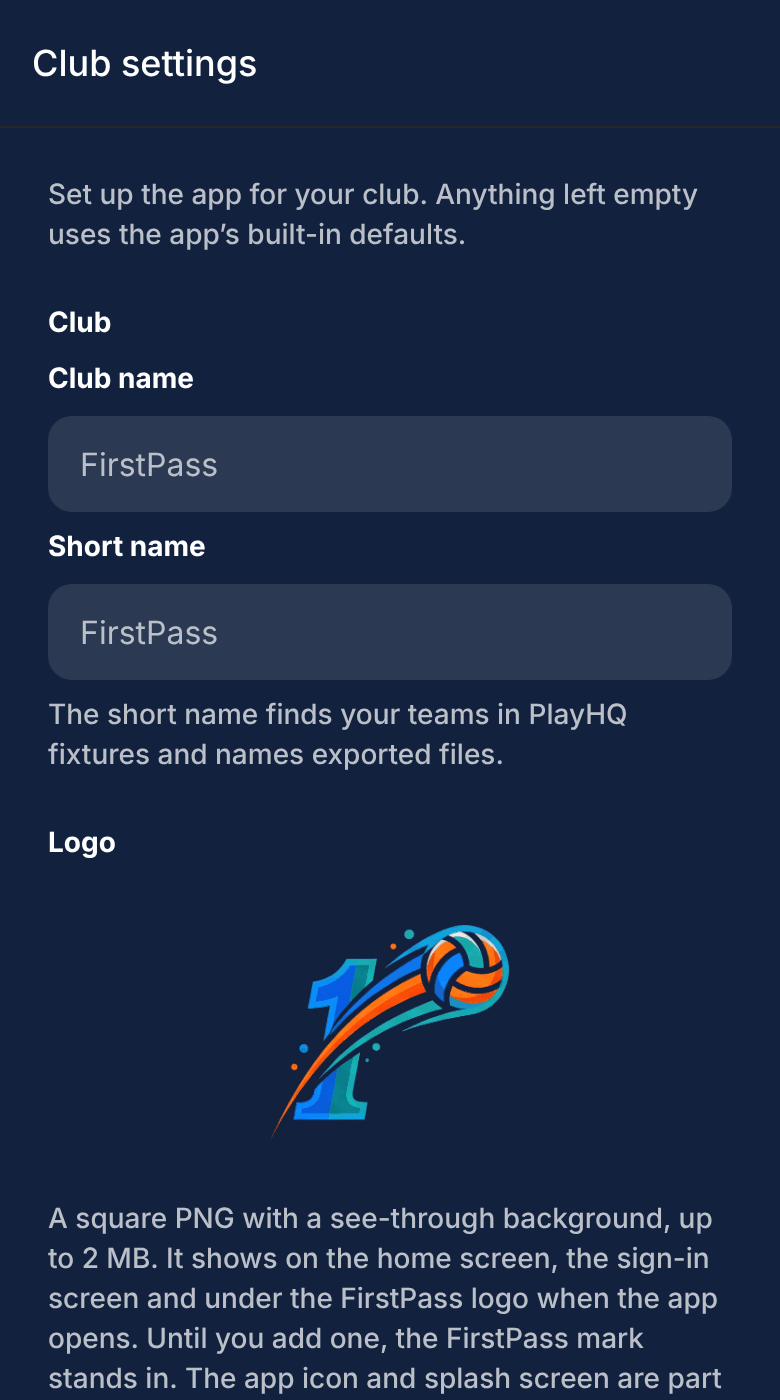 Club settings
Set up the app for your club. Anything left empty
uses the app’s built-in defaults.
Club
Club name
FirstPass
Short name
FirstPass
The short name finds your teams in PlayHQ
fixtures and names exported files.
Logo
1
A square PNG with a see-through background, up
to 2 MB. It shows on the home screen, the sign-in
screen and under the FirstPass logo when the app
opens. Until you add one, the FirstPass mark
stands in. The app icon and splash screen are part